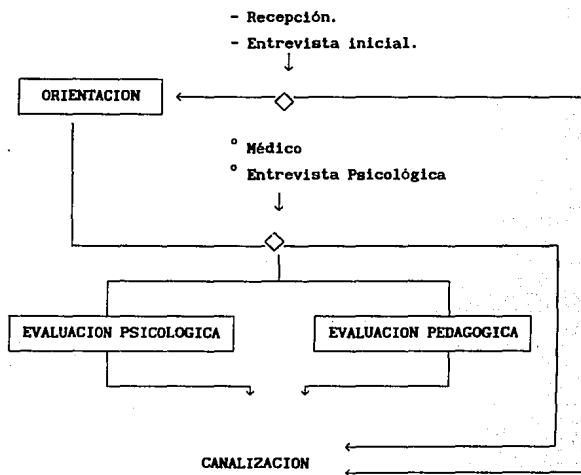 - Recepción.
- Entrevista inicial.
ORIENTACION
° Médico
° Entrevista Psicológica
EVALUACION PSICOLOGICA
EVALUACION PEDAGOGICA
CANALIZACION